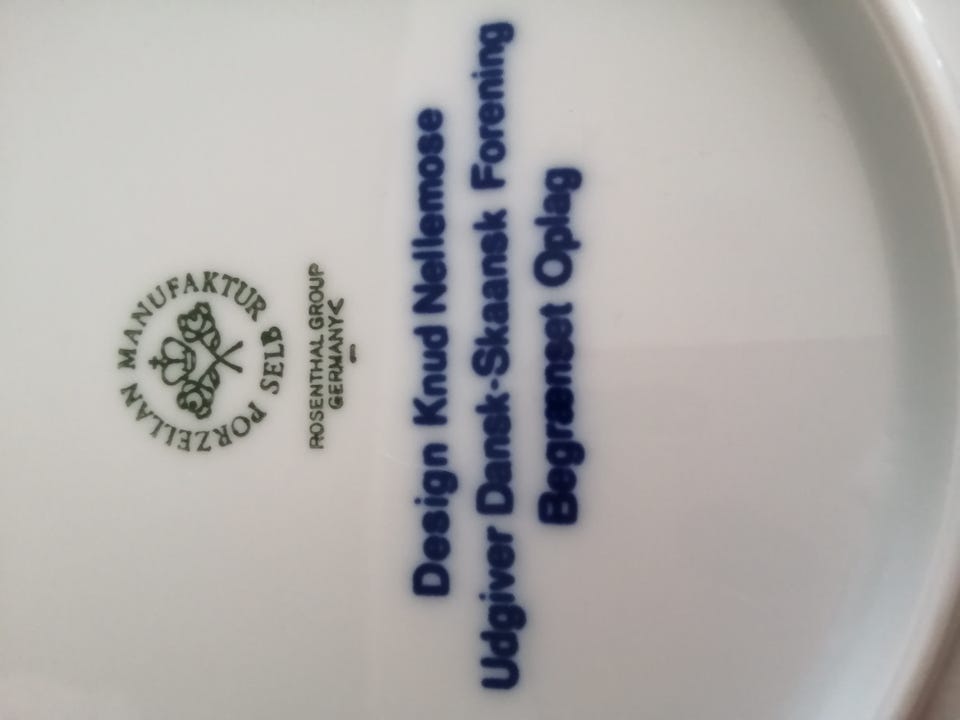 PORZELLAN MANUFAKTUR SELB
ROSENTHAL GROUP
GERMANY
Design Knud Nellemose
Udgiver Dansk-Skaansk Forening
Begrænset Oplag